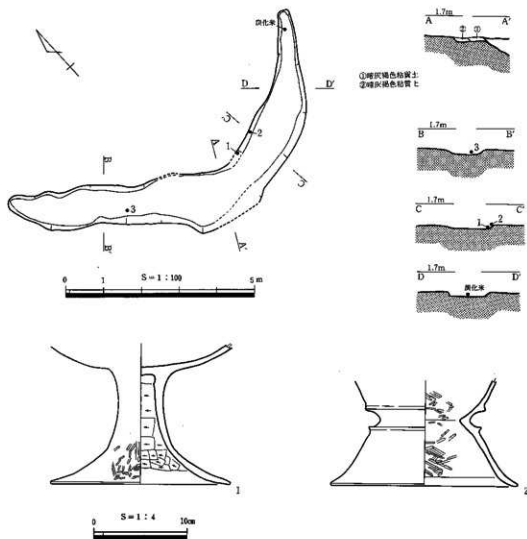 炭化米
D D'
C
1 2
C'
A
B
3
B'
A'
0 1 S=1:100 5m
1.7m
A A'
② ①
①暗灰褐色粘質土
②暗灰褐色粘質土
1.7m
B B'
3
1.7m
C C'
1 2
1.7m
D D'
炭化米
1
2
S=1:4
0 10cm